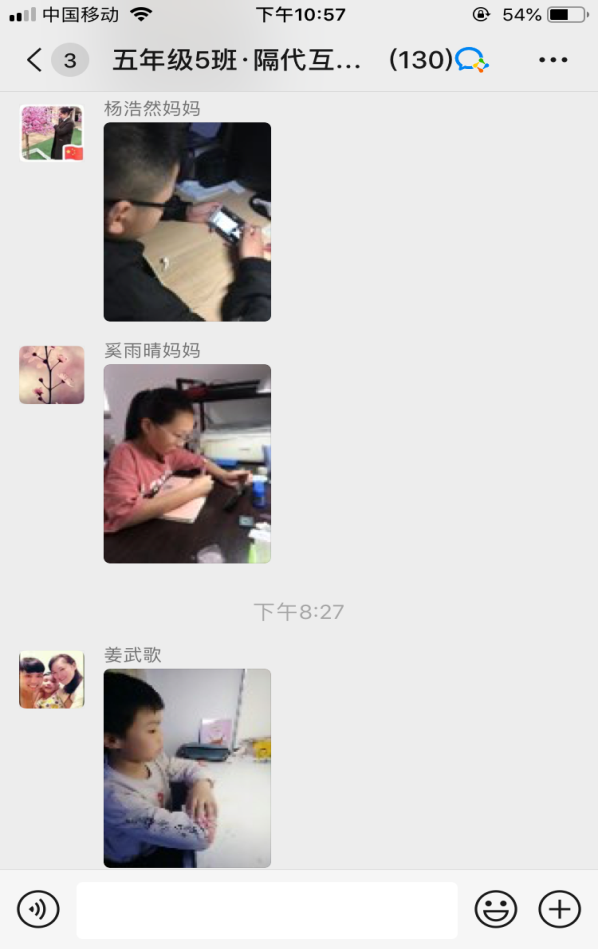 中国移动 下午10:57 54%
3 五年级5班·隔代互... (130)
杨浩然妈妈
奚雨晴妈妈
下午8:27
姜武歌